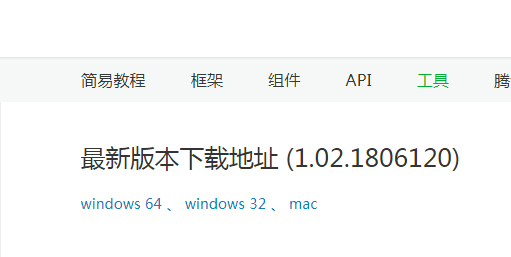 简易教程 框架 组件 API 工具 腾
最新版本下载地址 (1.02.1806120)
windows 64 、 windows 32 、 mac